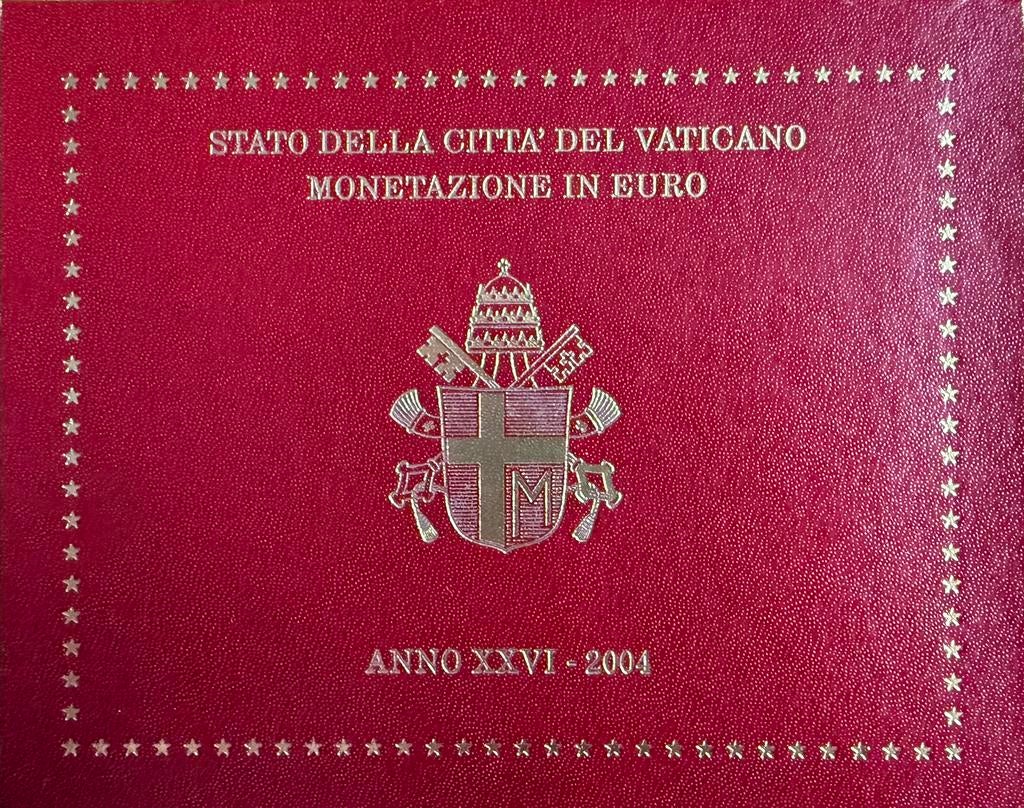 STATO DELLA CITTA' DEL VATICANO
MONETAZIONE IN EURO
M
ANNO XXVI - 2004